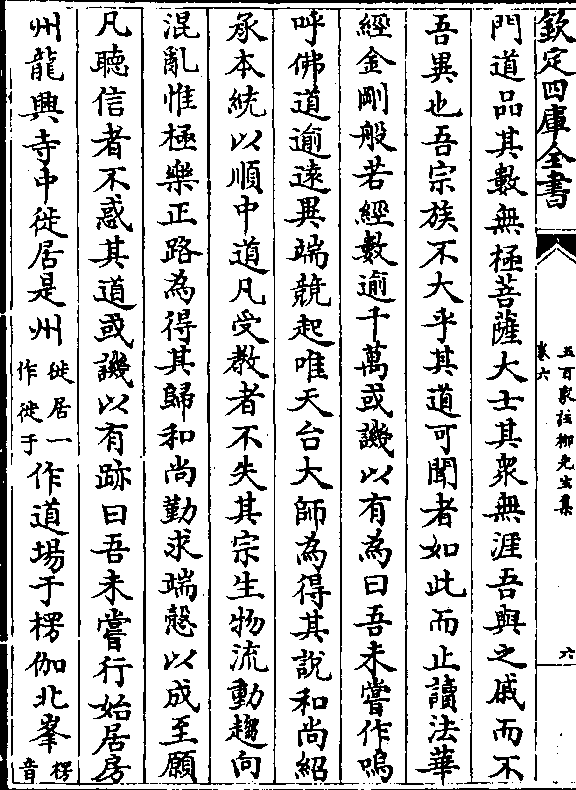 欽定四庫全書
五百家註柳先生集
卷六
六
門道品其數無極菩薩大士其衆無涯吾與之戚而不
吾異也吾宗族不大乎其道可聞者如此而止讀法華
經金剛般若經數逾千萬或譏以有為曰吾未嘗作嗚
呼佛道逾逺異端競起唯天台大師為得其說和尚紹
承本統以順中道凡受教者不失其宗生物流動趨向
混亂惟極樂正路為得其歸和尚勤求端慤以成至願
凡聽信者不惑其道或譏以有跡曰吾未嘗行始居房
州龍興寺中徙居是州徙居一作徙于作道場于楞伽北峯楞音